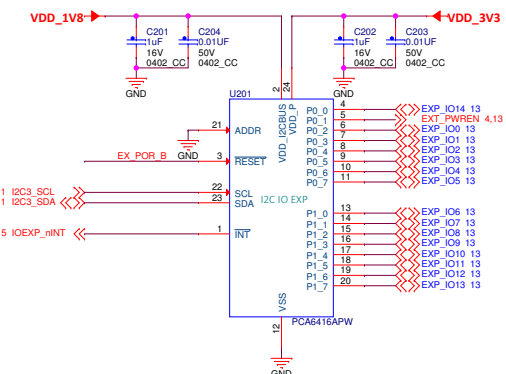 VDD_1V8
VDD_3V3
C201
1uF
16V
0402_CC
C204
0.01UF
50V
0402_CC
C202
1uF
16V
0402_CC
C203
0.01UF
50V
0402_CC
GND
GND
U201
2
24
VDD_I2CBUS
VDD_P
21
ADDR
GND
EX_POR_B
3
RESET
1 I2C3_SCL
22
SCL
1 I2C3_SDA
23
SDA
I2C IO EXP
5 IOEXP_nINT
1
INT
P0_0
4
EXP_IO14 13
P0_1
5
EXT_PWREN 4,13
P0_2
6
EXP_IO0 13
P0_3
7
EXP_IO1 13
P0_4
8
EXP_IO2 13
P0_5
9
EXP_IO3 13
P0_6
10
EXP_IO4 13
P0_7
11
EXP_IO5 13
P1_0
13
EXP_IO6 13
P1_1
14
EXP_IO7 13
P1_2
15
EXP_IO8 13
P1_3
16
EXP_IO9 13
P1_4
17
EXP_IO10 13
P1_5
18
EXP_IO11 13
P1_6
19
EXP_IO12 13
P1_7
20
EXP_IO13 13
VSS
12
PCA6416APW
GND